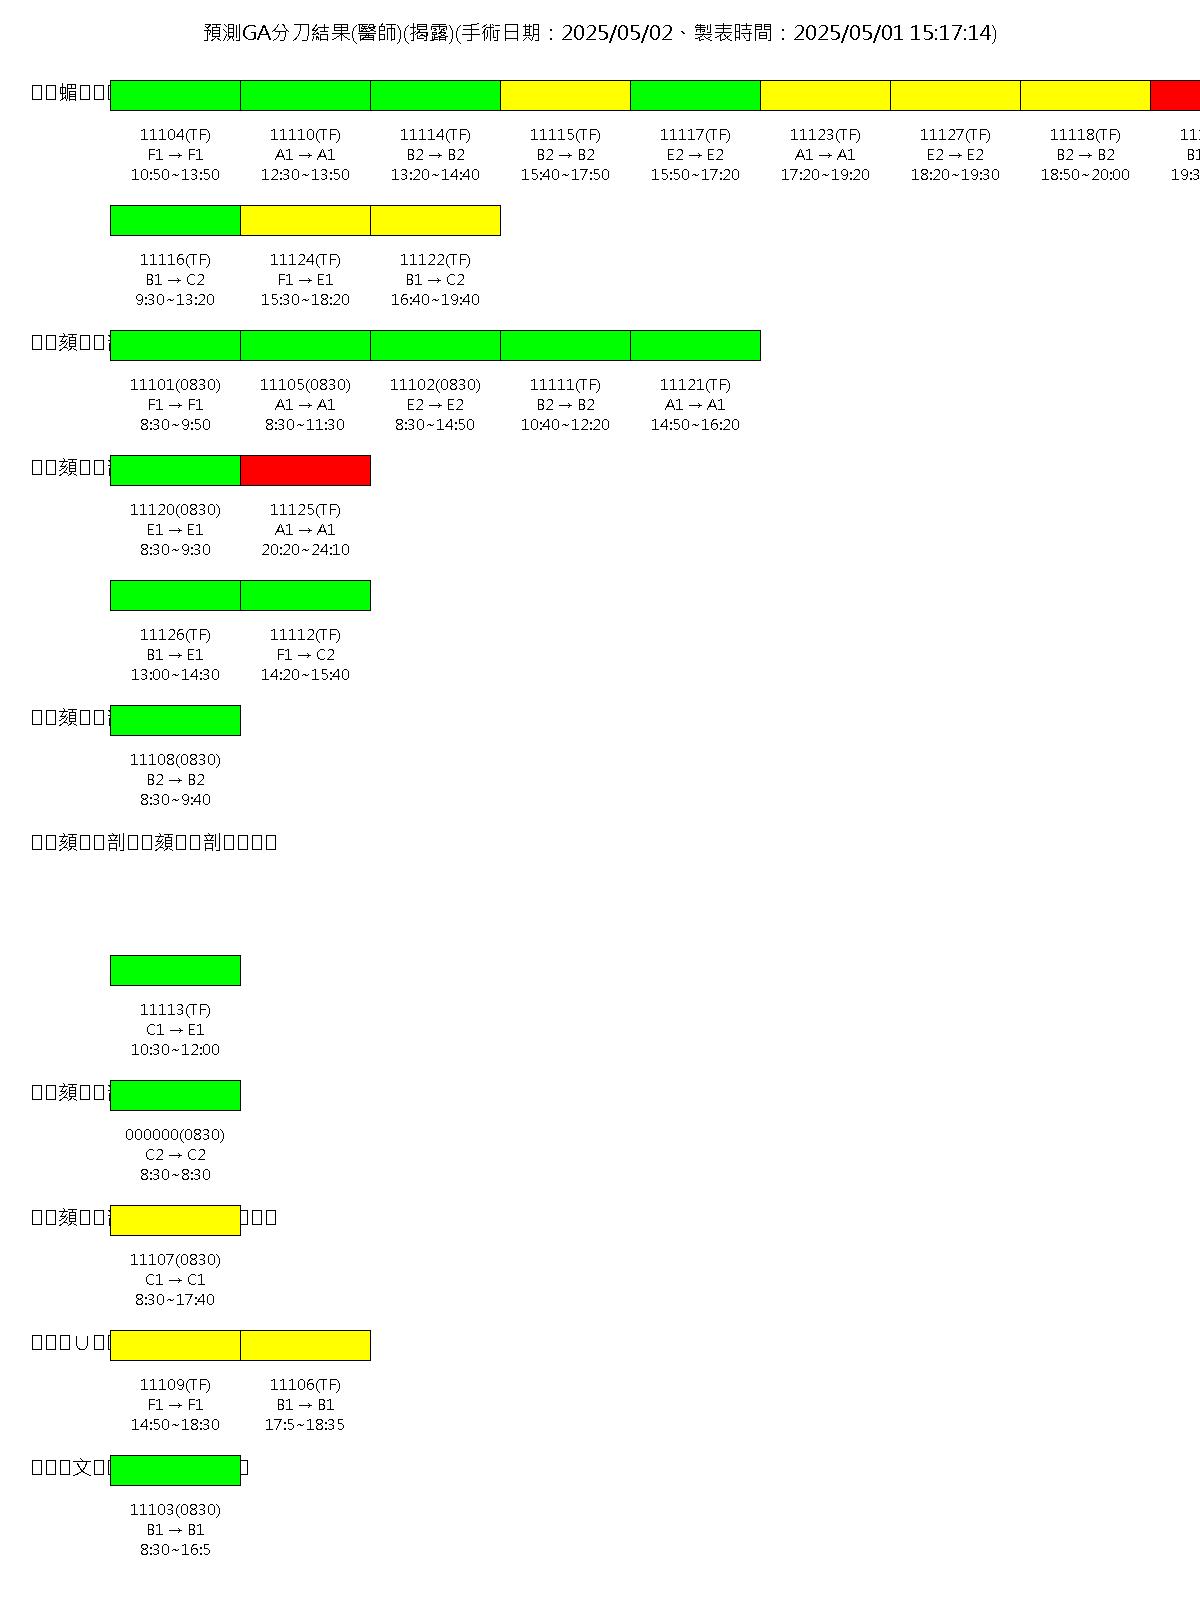 預測GA分刀結果(醫師)(揭露)(手術日期：2025/05/02、製表時間：2025/05/01 15:17:14)
媚
11104(TF) 11110(TF) 11114(TF) 11115(TF) 11117(TF) 11123(TF) 11127(TF) 11118(TF)
F1 → F1 A1 → A1 B2 → B2 B2 → B2 E2 → E2 A1 → A1 E2 → E2 B2 → B2 B1
10:50~13:50 12:30~13:50 13:20~14:40 15:40~17:50 15:50~17:20 17:20~19:20 18:20~19:30 18:50~20:00
11116(TF) 11124(TF) 11122(TF)
B1 → C2 F1 → E1 B1 → C2
9:30~13:20 15:30~18:20 16:40~19:40
頦
11101(0830) 11105(0830) 11102(0830) 11111(TF) 11121(TF)
F1 → F1 A1 → A1 E2 → E2 B2 → B2 A1 → A1
8:30~9:50 8:30~11:30 8:30~14:50 10:40~12:20 14:50~16:20
頦
11120(0830) 11125(TF)
E1 → E1 A1 → A1
8:30~9:30 20:20~24:10
11126(TF) 11112(TF)
B1 → E1 F1 → C2
13:00~14:30 14:20~15:40
頦
11108(0830)
B2 → B2
8:30~9:40
頦剖頦剖
11113(TF)
C1 → E1
10:30~12:00
頦
000000(0830)
C2 → C2
8:30~8:30
頦
11107(0830)
C1 → C1
8:30~17:40
∪
11109(TF) 11106(TF)
F1 → F1 B1 → B1
14:50~18:30 17:5~18:35
文
11103(0830)
B1 → B1
8:30~16:5